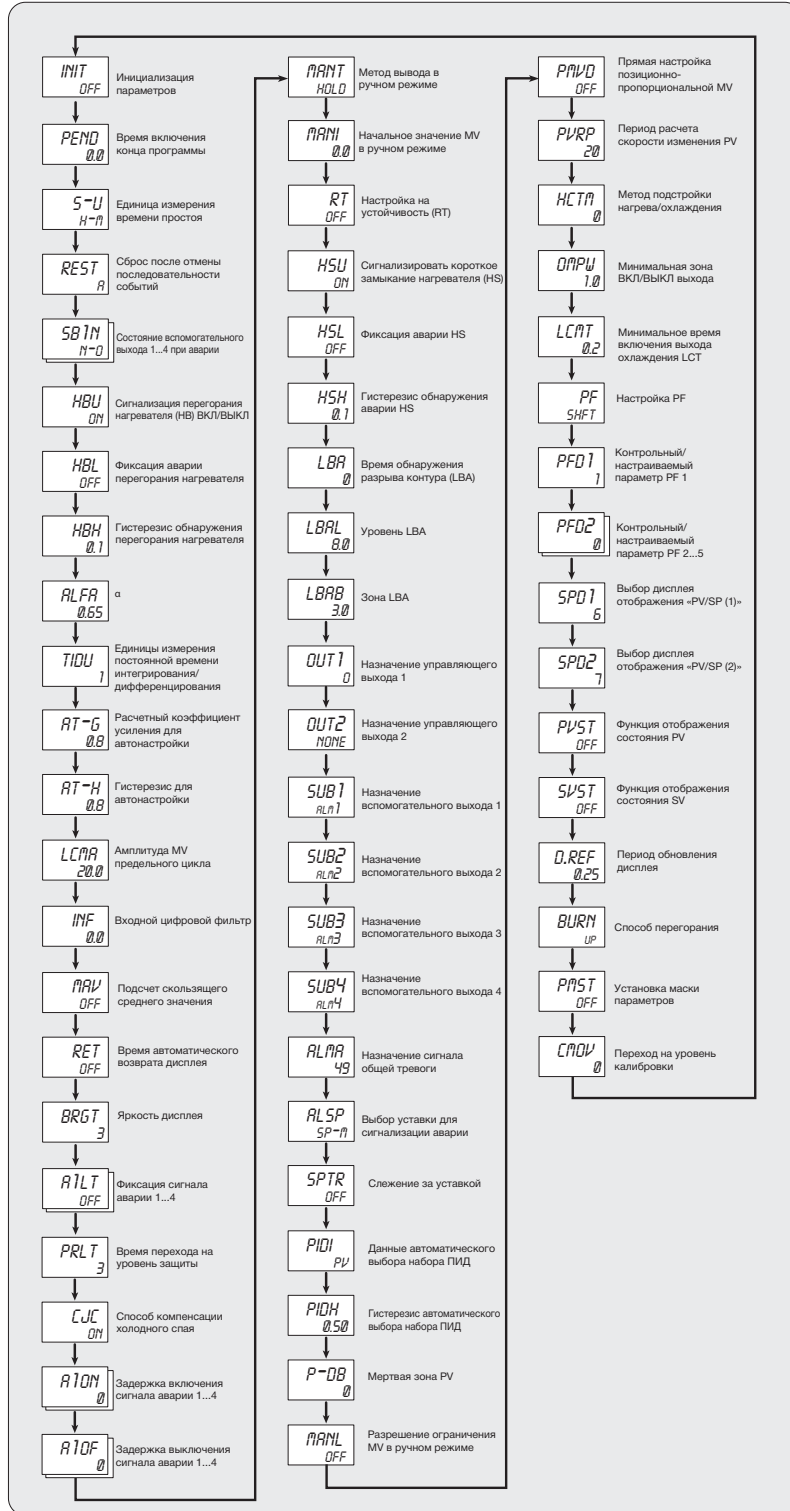 INIT
OFF
Инициализация
параметров
PEND
0.0
Время включения
конца программы
S-U
H-M
Единица измерения
времени простоя
REST
A
Сброс после отмены
последовательности
событий
SB1N
N-O
Состояние вспомогательного
выхода 1...4 при аварии
HBU
ON
Сигнализация перегорания
нагревателя (HB) ВКЛ/ВЫКЛ
HBL
OFF
Фиксация аварии
перегорания нагревателя
HBH
0.1
Гистерезис обнаружения
перегорания нагревателя
ALFA
0.65
α
TIDU
1
Единицы измерения
постоянной времени
интегрирования/
дифференцирования
AT-G
0.8
Расчетный коэффициент
усиления для
автонастройки
AT-H
0.8
Гистерезис для
автонастройки
LCMA
20.0
Амплитуда MV
предельного цикла
INF
0.0
Входной цифровой фильтр
MAV
OFF
Подсчет скользящего
среднего значения
RET
OFF
Время автоматического
возврата дисплея
BRGT
3
Яркость дисплея
A1LT
OFF
Фиксация сигнала
аварии 1...4
PRLT
3
Время перехода на
уровень защиты
CJC
ON
Способ компенсации
холодного спая
A1ON
0
Задержка включения
сигнала аварии 1...4
A1OF
0
Задержка выключения
сигнала аварии 1...4
MANT
HOLD
Метод вывода в
ручном режиме
MANI
0.0
Начальное значение MV
в ручном режиме
RT
OFF
Настройка на
устойчивость (RT)
HSU
ON
Сигнализировать короткое
замыкание нагревателя (HS)
HSL
OFF
Фиксация аварии HS
HSH
0.1
Гистерезис обнаружения
аварии HS
LBA
0
Время обнаружения
разрыва контура (LBA)
LBAL
8.0
Уровень LBA
LBAB
3.0
Зона LBA
OUT1
O
Назначение управляющего
выхода 1
OUT2
NONE
Назначение управляющего
выхода 2
SUB1
ALM1
Назначение
вспомогательного выхода 1
SUB2
ALM2
Назначение
вспомогательного выхода 2
SUB3
ALM3
Назначение
вспомогательного выхода 3
SUB4
ALM4
Назначение
вспомогательного выхода 4
ALMA
49
Назначение сигнала
общей тревоги
ALSP
SP-M
Выбор уставки для
сигнализации аварии
SPTR
OFF
Слежение за уставкой
PIDI
PV
Данные автоматического
выбора набора ПИД
PIDH
0.50
Гистерезис автоматического
выбора набора ПИД
P-DB
0
Мертвая зона PV
MANL
OFF
Разрешение ограничения
MV в ручном режиме
PMVD
OFF
Прямая настройка
позиционно-
пропорциональной MV
PVRP
20
Период расчета
скорости изменения PV
HCTM
0
Метод подстройки
нагрева/охлаждения
OMPW
1.0
Минимальная зона
ВКЛ/ВЫКЛ выхода
LCMT
0.2
Минимальное время
включения выхода
охлаждения LCT
PF
SHFT
Настройка PF
PFD1
1
Контрольный/
настраиваемый
параметр PF 1
PFD2
0
Контрольный/
настраиваемый
параметр PF 2...5
SPD1
6
Выбор дисплея
отображения «PV/SP (1)»
SPD2
7
Выбор дисплея
отображения «PV/SP (2)»
PVST
OFF
Функция отображения
состояния PV
SVST
OFF
Функция отображения
состояния SV
D.REF
0.25
Период обновления
дисплея
BURN
UP
Способ перегорания
PMST
OFF
Установка маски
параметров
CMOV
0
Переход на уровень
калибровки